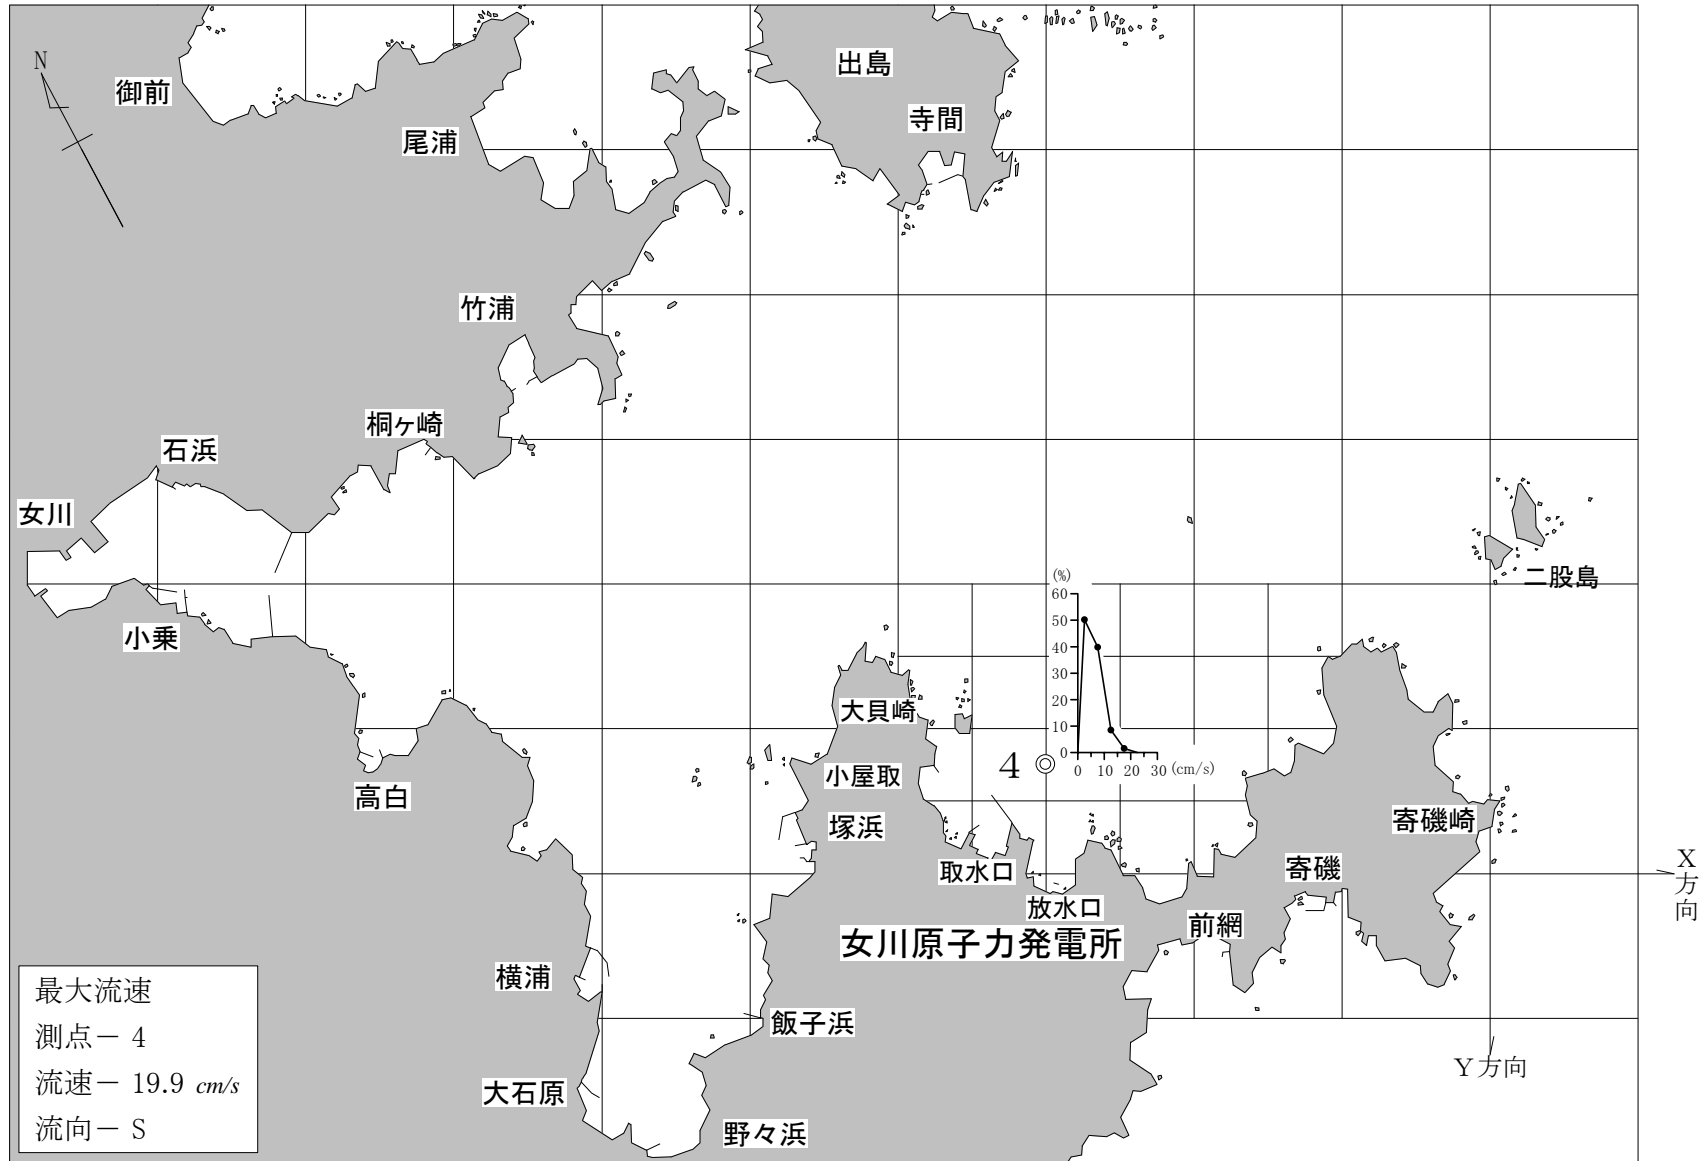 N
御前
出島
寺間
尾浦
竹浦
桐ヶ崎
石浜
女川
二股島
(%)
60
50
40
30
20
10
0
0 10 20 30 (cm/s)
4
小乗
高白
大貝崎
小屋取
塚浜
取水口
放水口
女川原子力発電所
前網
寄磯
寄磯崎
X方向
Y方向
横浦
飯子浜
大石原
野々浜
最大流速
測点－ 4
流速－ 19.9 cm/s
流向－ S